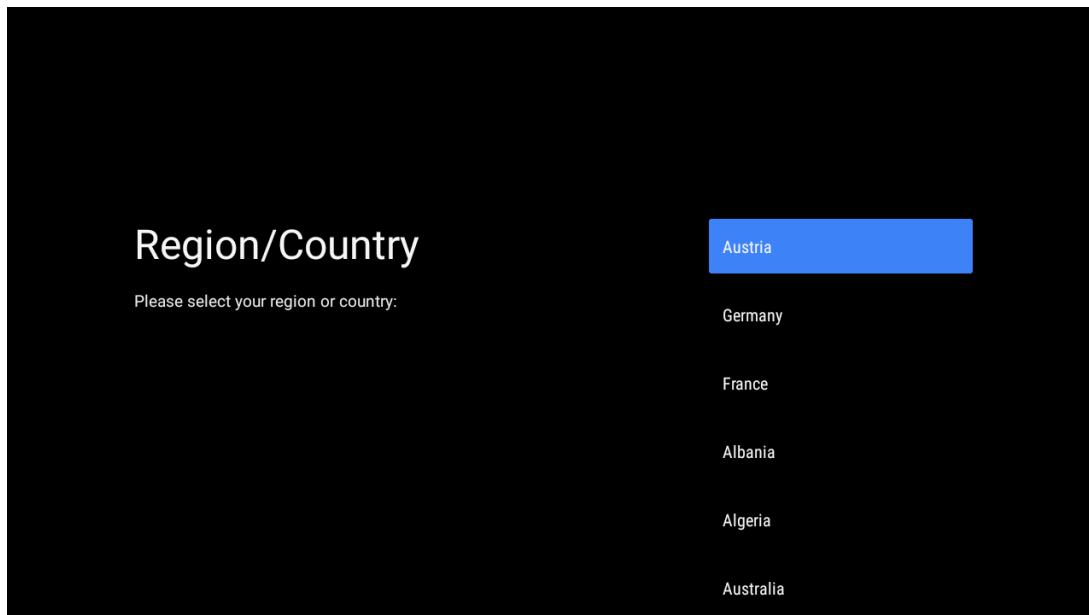 Region/Country
Please select your region or country:
Austria
Germany
France
Albania
Algeria
Australia